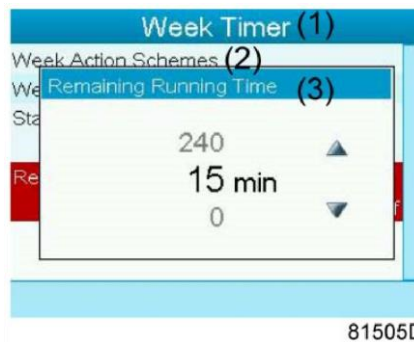 Week Timer (1)
Week Action Schemes (2)
We
Remaining Running Time (3)
Sta
240
Re
15 min
0
f
81505D